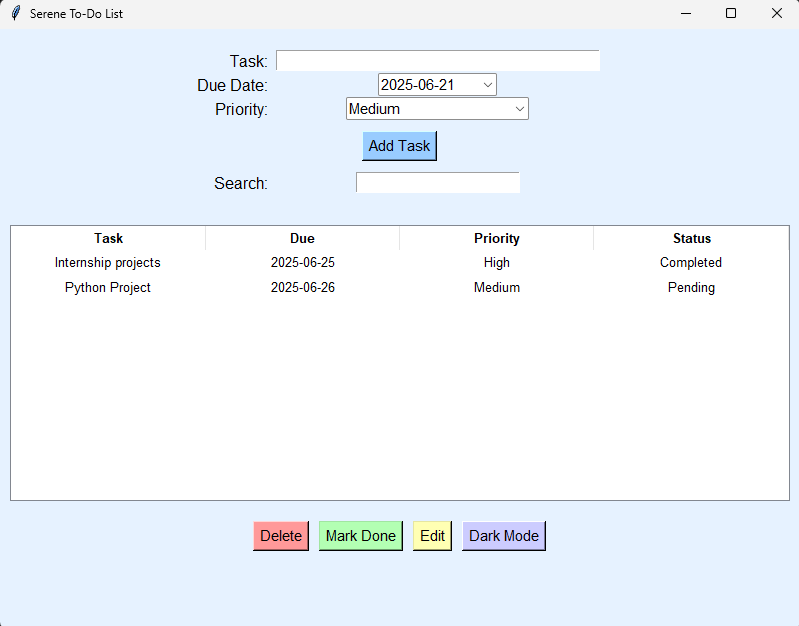 Serene To-Do List
Task:
Due Date: 2025-06-21
Priority: Medium
Add Task
Search:
Task Due Priority Status
Internship projects 2025-06-25 High Completed
Python Project 2025-06-26 Medium Pending
Delete Mark Done Edit Dark Mode